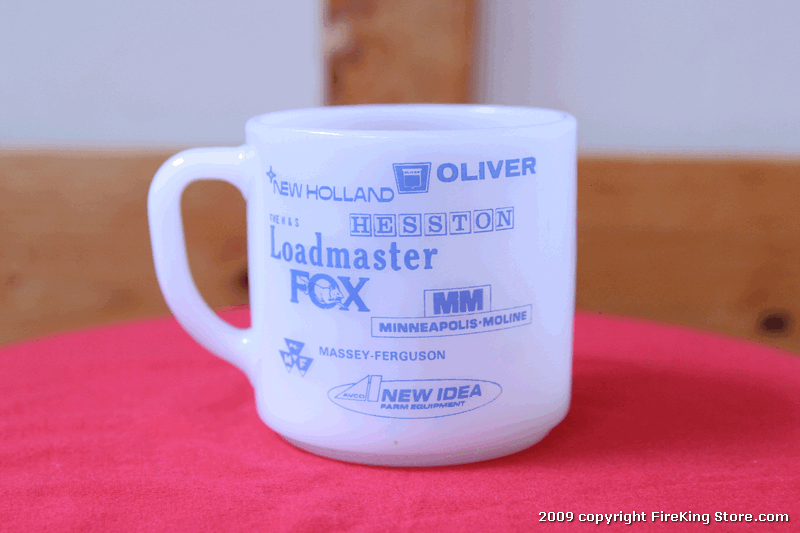 NEW HOLLAND
OLIVER
THE H & S
HESSTON
Loadmaster
FOX
MM
MINNEAPOLIS-MOLINE
MASSEY-FERGUSON
AVCO NEW IDEA
FARM EQUIPMENT
2009 copyright FireKing Store.com